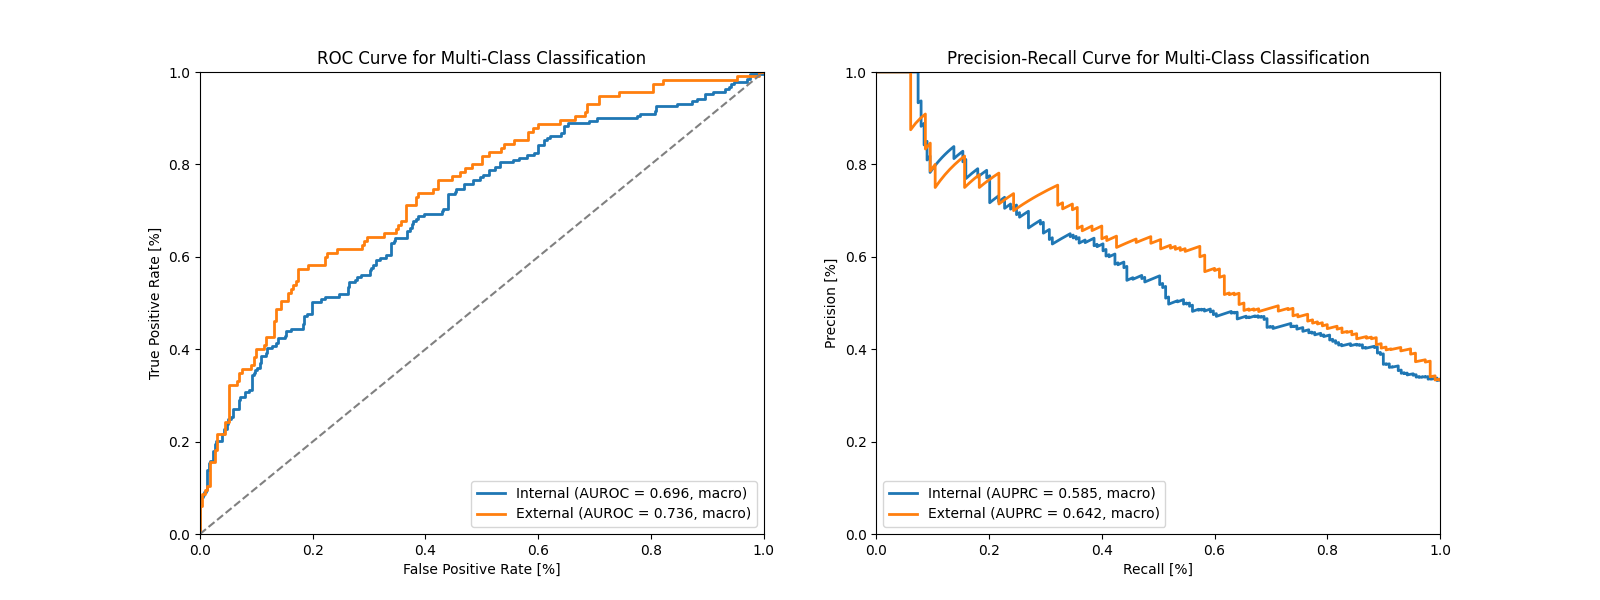 ROC Curve for Multi-Class Classification
1.0
0.8
0.6
0.4
0.2
0.0
True Positive Rate [%]
0.0 0.2 0.4 0.6 0.8 1.0
False Positive Rate [%]
Internal (AUROC = 0.696, macro)
External (AUROC = 0.736, macro)
Precision-Recall Curve for Multi-Class Classification
1.0
0.8
0.6
0.4
0.2
0.0
Precision [%]
0.0 0.2 0.4 0.6 0.8 1.0
Recall [%]
Internal (AUPRC = 0.585, macro)
External (AUPRC = 0.642, macro)